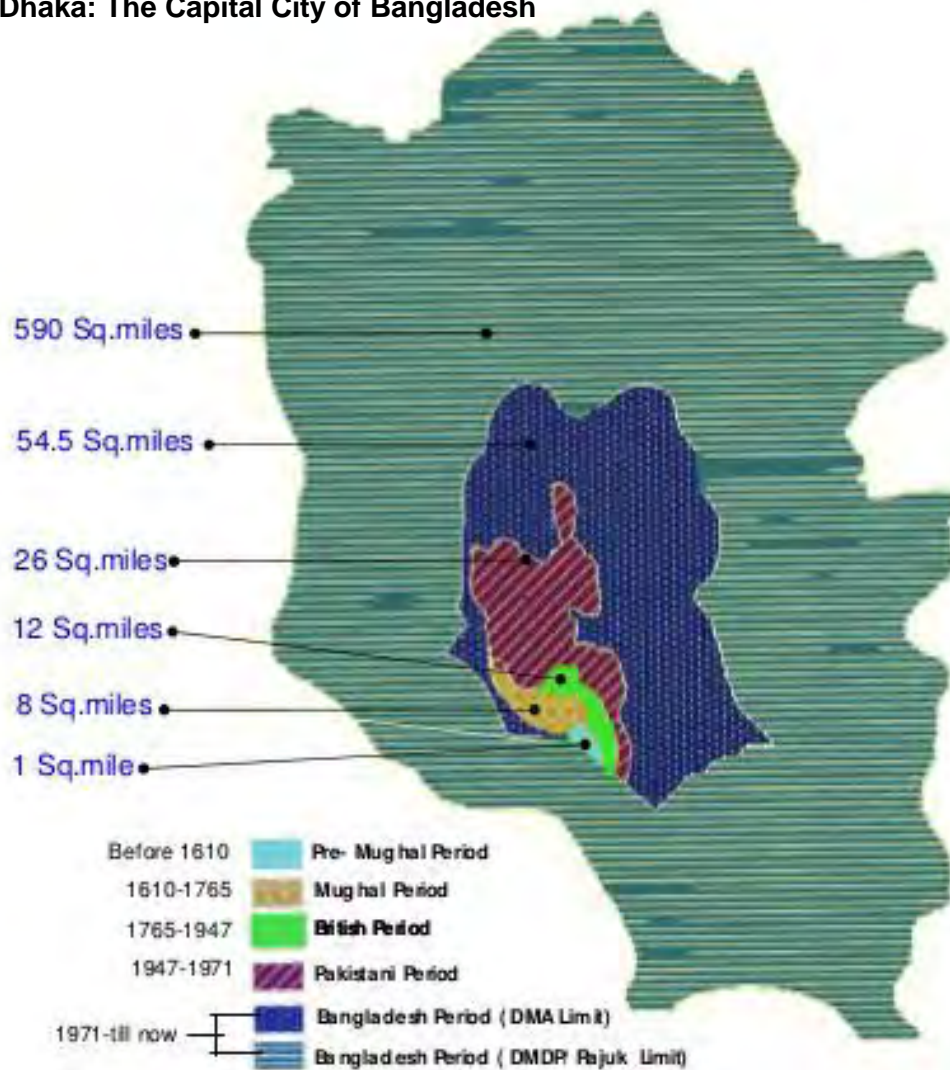 Dhaka: The Capital City of Bangladesh
590 Sq.miles
54.5 Sq.miles
26 Sq.miles
12 Sq.miles
8 Sq.miles
1 Sq.mile
Before 1610 Pre- Mughal Period
1610-1765 Mughal Period
1765-1947 British Period
1947-1971 Pakistani Period
1971-till now
Bangladesh Period ( DMA Limit)
Bangladesh Period ( DMDP/ Rajuk Limit)